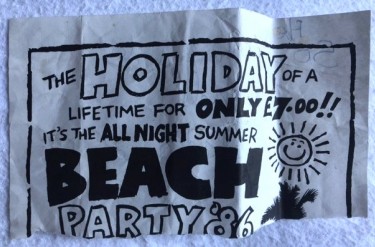 THE HOLIDAY OF A
LIFETIME FOR ONLY £7·00!!
IT'S THE ALL NIGHT SUMMER
BEACH
PARTY '86